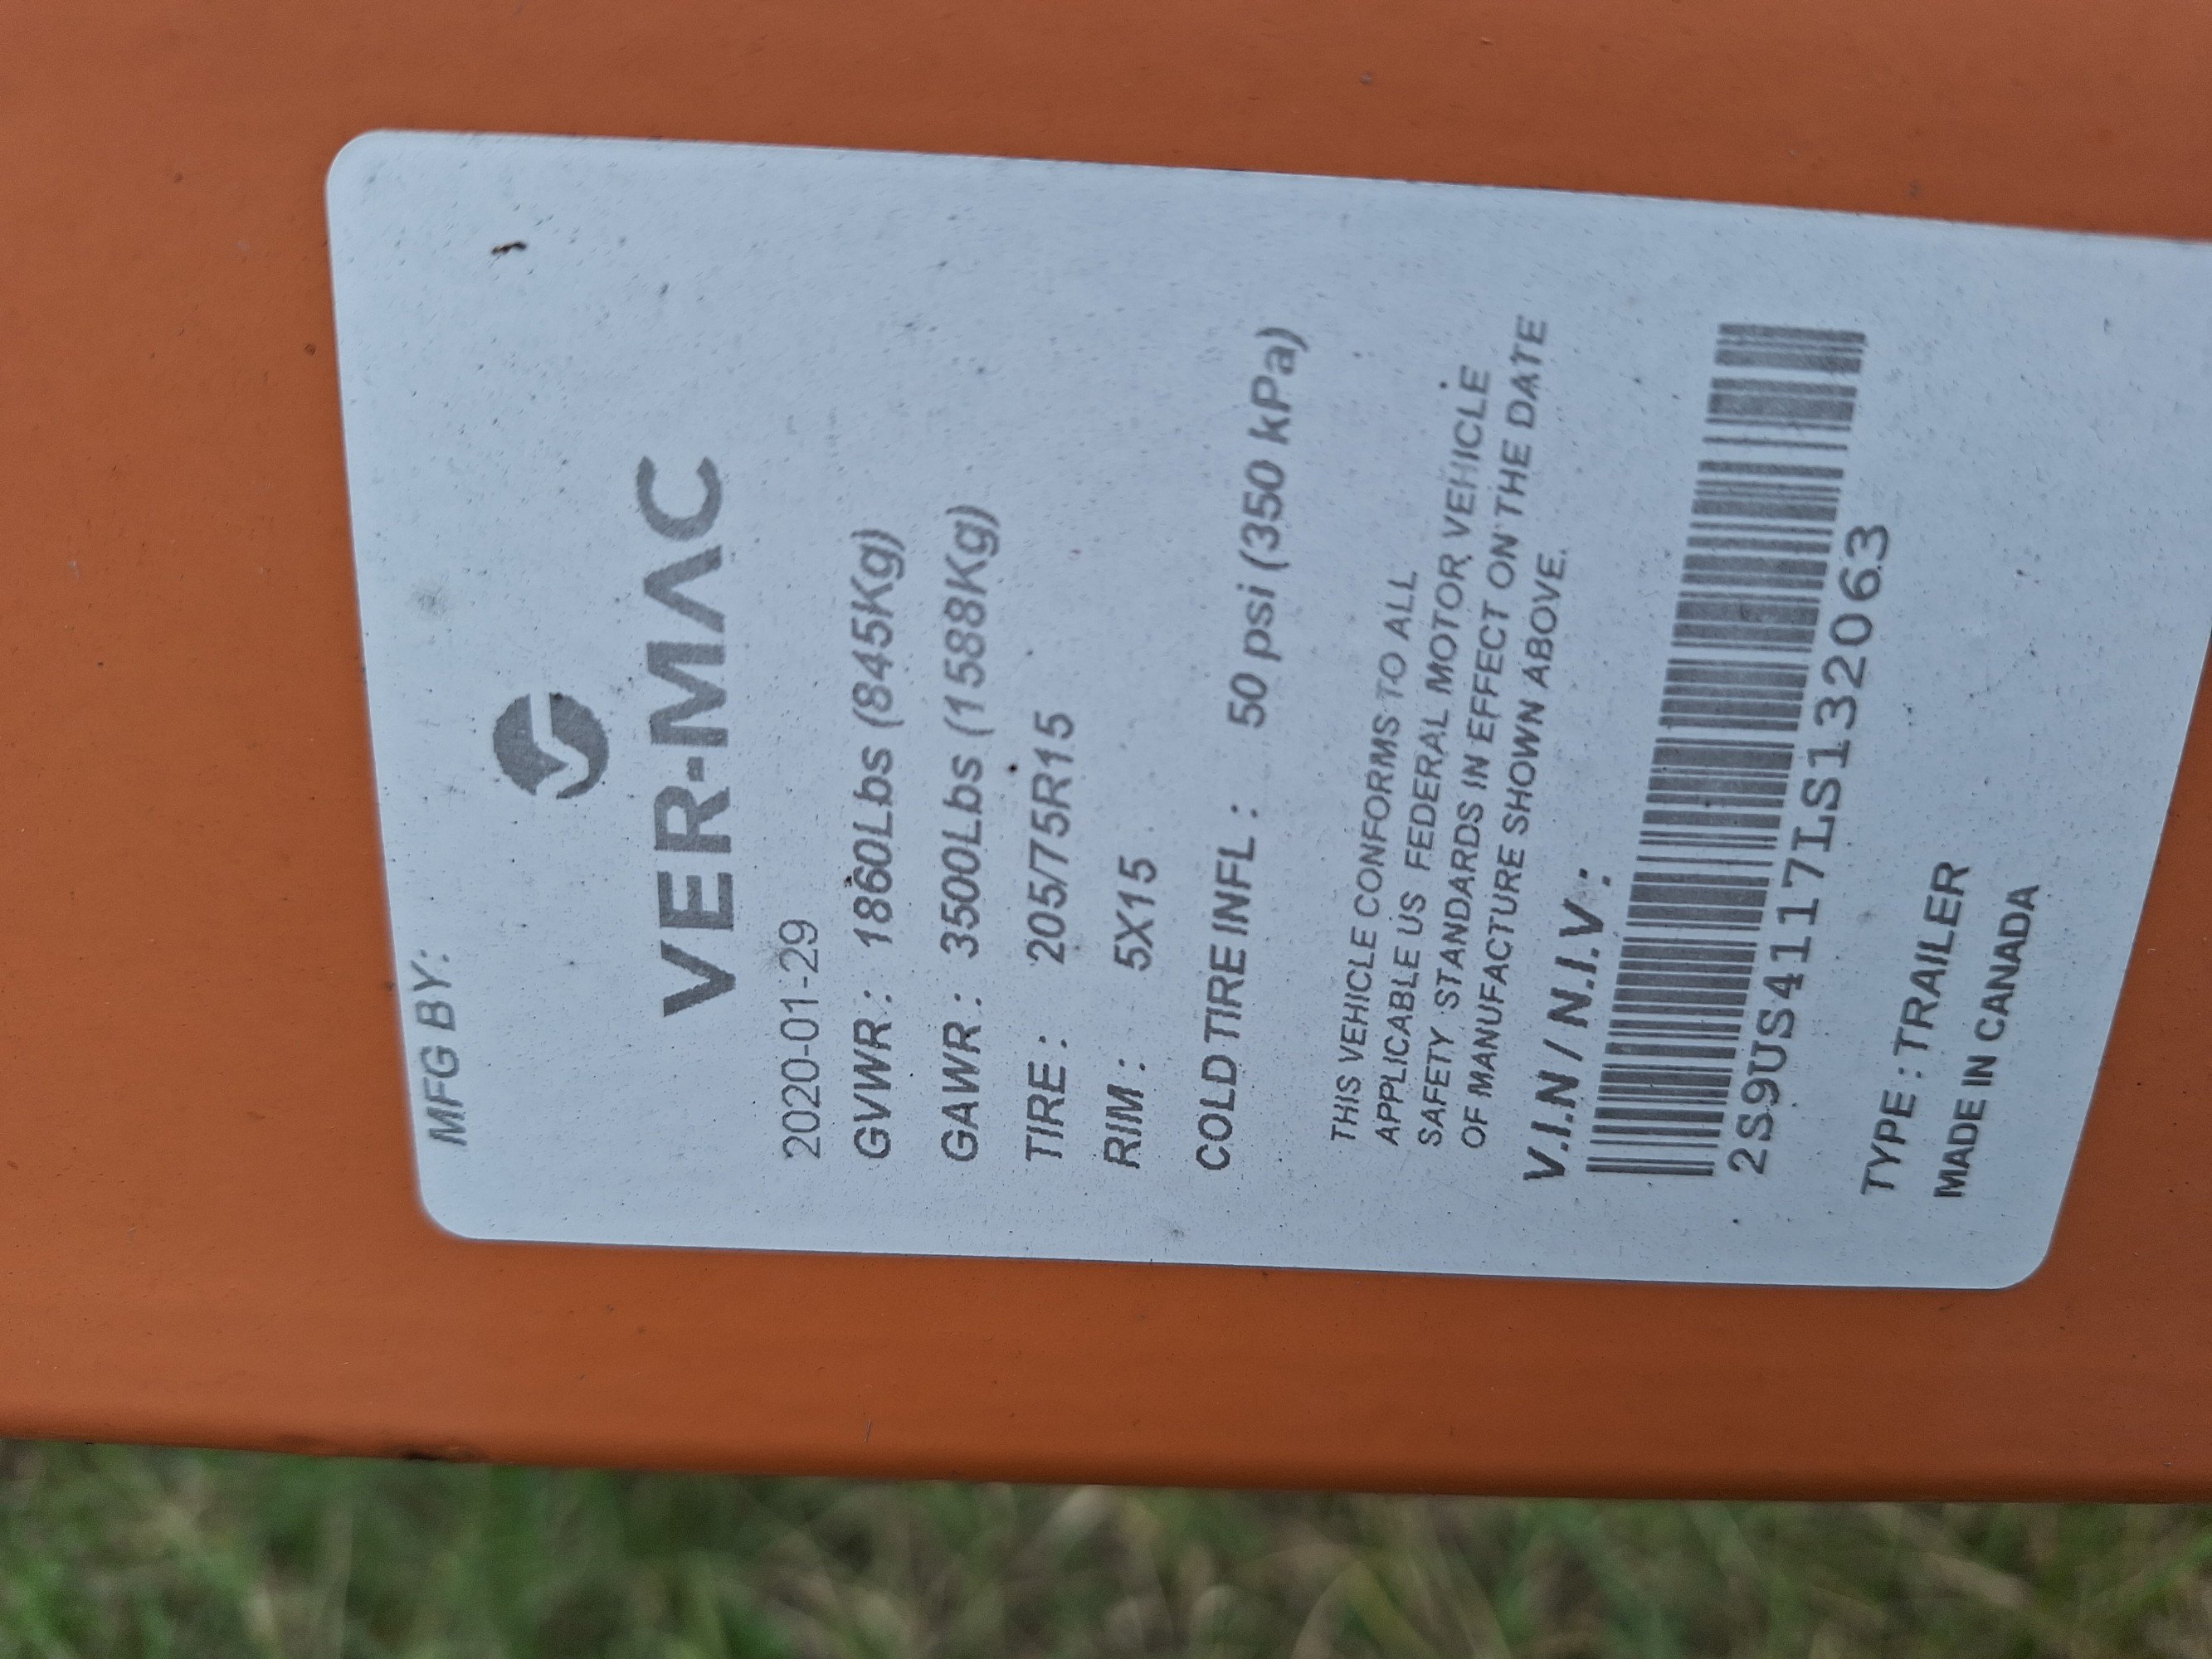 MFG BY:
VER-MAC
2020-01-29
GVWR : 1860Lbs (845Kg)
GAWR : 3500Lbs (1588Kg)
TIRE : 205/75R15
RIM : 5X15
COLD TIRE INFL : 50 psi (350 kPa)
THIS VEHICLE CONFORMS TO ALL
APPLICABLE US FEDERAL MOTOR VEHICLE
SAFETY STANDARDS IN EFFECT ON THE DATE
OF MANUFACTURE SHOWN ABOVE.
V.I.N / N.I.V :
2S9US4117LS132063
TYPE : TRAILER
MADE IN CANADA